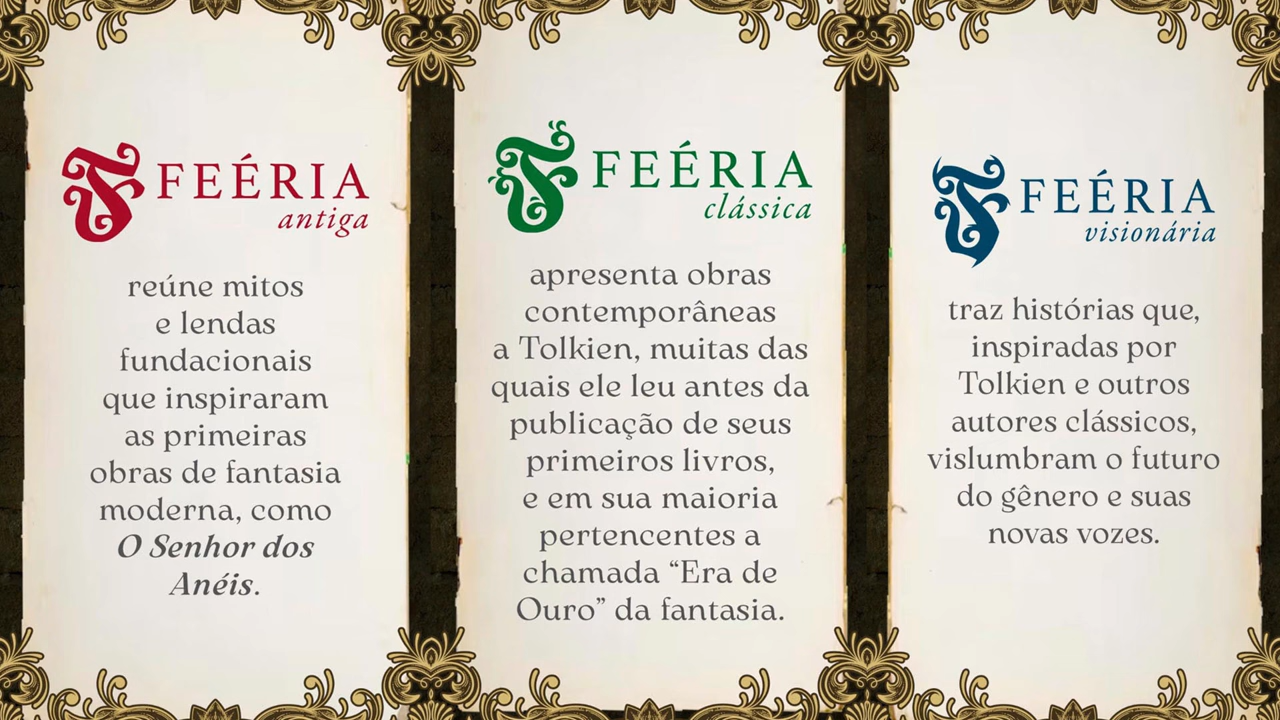 FEÉRIA
antiga
reúne mitos
e lendas
fundacionais
que inspiraram
as primeiras
obras de fantasia
moderna, como
O Senhor dos
Anéis.
FEÉRIA
clássica
apresenta obras
contemporâneas
a Tolkien, muitas das
quais ele leu antes da
publicação de seus
primeiros livros,
e em sua maioria
pertencentes a
chamada “Era de
Ouro” da fantasia.
FEÉRIA
visionária
traz histórias que,
inspiradas por
Tolkien e outros
autores clássicos,
vislumbram o futuro
do gênero e suas
novas vozes.